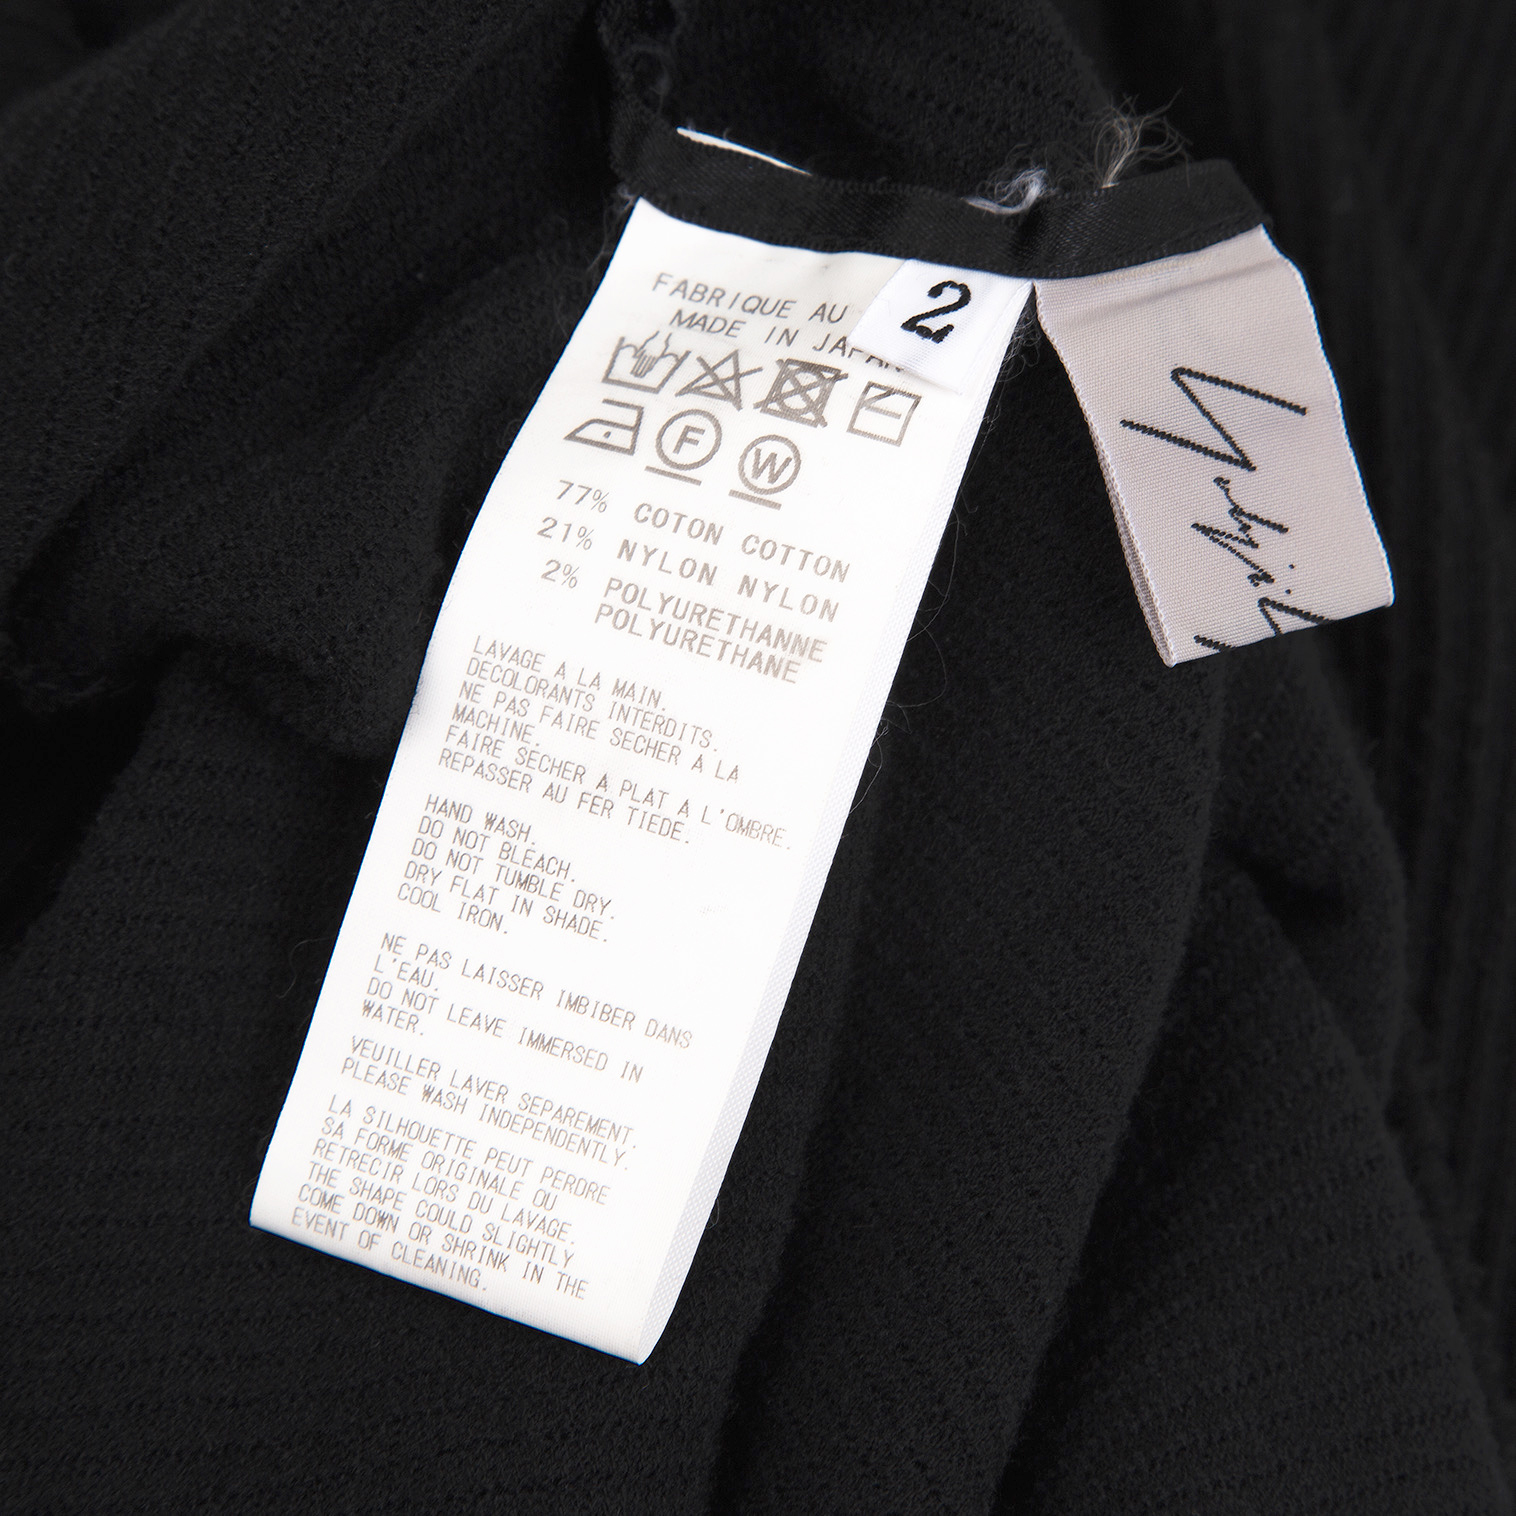 FABRIQUE AU
MADE IN JAPAN
2
F
W
77% COTON COTTON
21% NYLON NYLON
2% POLYURETHANNE
POLYURETHANE
LAVAGE A LA MAIN.
DECOLORANTS INTERDITS.
NE PAS FAIRE SECHER A LA
MACHINE.
FAIRE SECHER A PLAT A L'OMBRE.
REPASSER AU FER TIEDE.
HAND WASH.
DO NOT BLEACH.
DO NOT TUMBLE DRY.
DRY FLAT IN SHADE.
COOL IRON.
NE PAS LAISSER IMBIBER DANS
L'EAU.
DO NOT LEAVE IMMERSED IN
WATER.
VEUILLER LAVER SEPAREMENT.
PLEASE WASH INDEPENDENTLY.
LA SILHOUETTE PEUT PERDRE
SA FORME ORIGINALE OU
RETRECIR LORS DU LAVAGE.
THE SHAPE COULD SLIGHTLY
COME DOWN OR SHRINK IN THE
EVENT OF CLEANING.